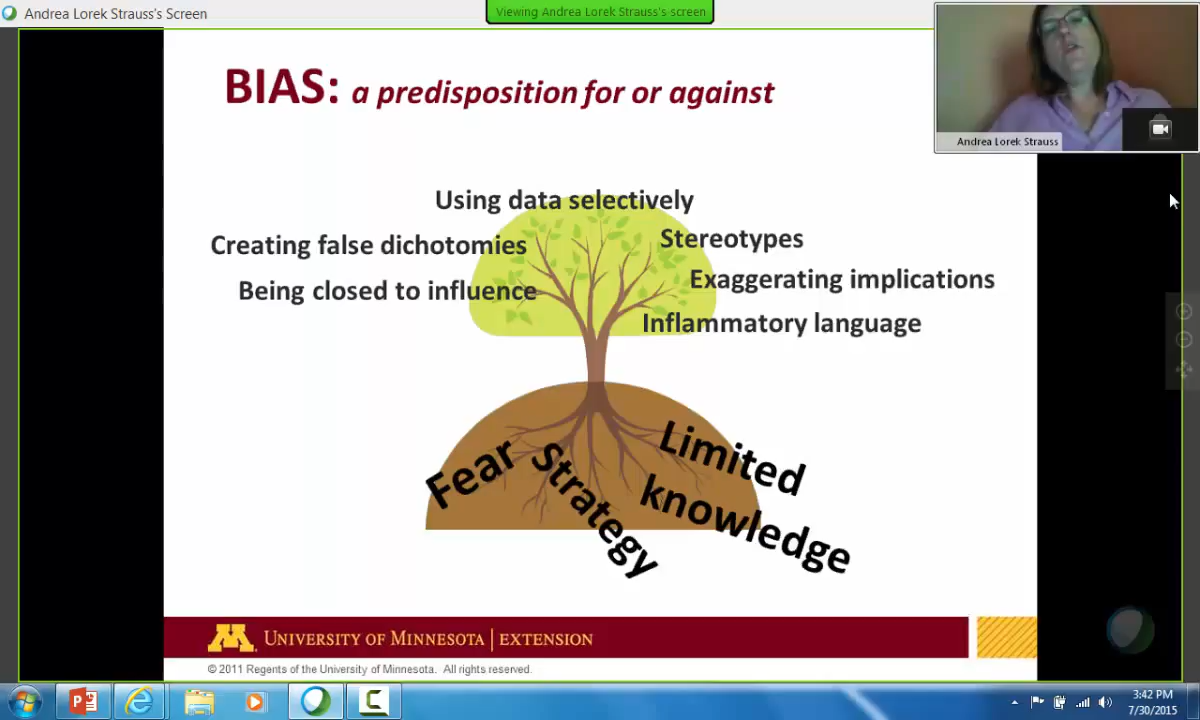 Andrea Lorek Strauss's Screen
Viewing Andrea Lorek Strauss's screen
Andrea Lorek Strauss
BIAS: a predisposition for or against
Using data selectively
Creating false dichotomies
Stereotypes
Being closed to influence
Exaggerating implications
Inflammatory language
Fear
Strategy
Limited
knowledge
M
UNIVERSITY OF MINNESOTA | EXTENSION
© 2011 Regents of the University of Minnesota. All rights reserved.
3:42 PM
7/30/2015